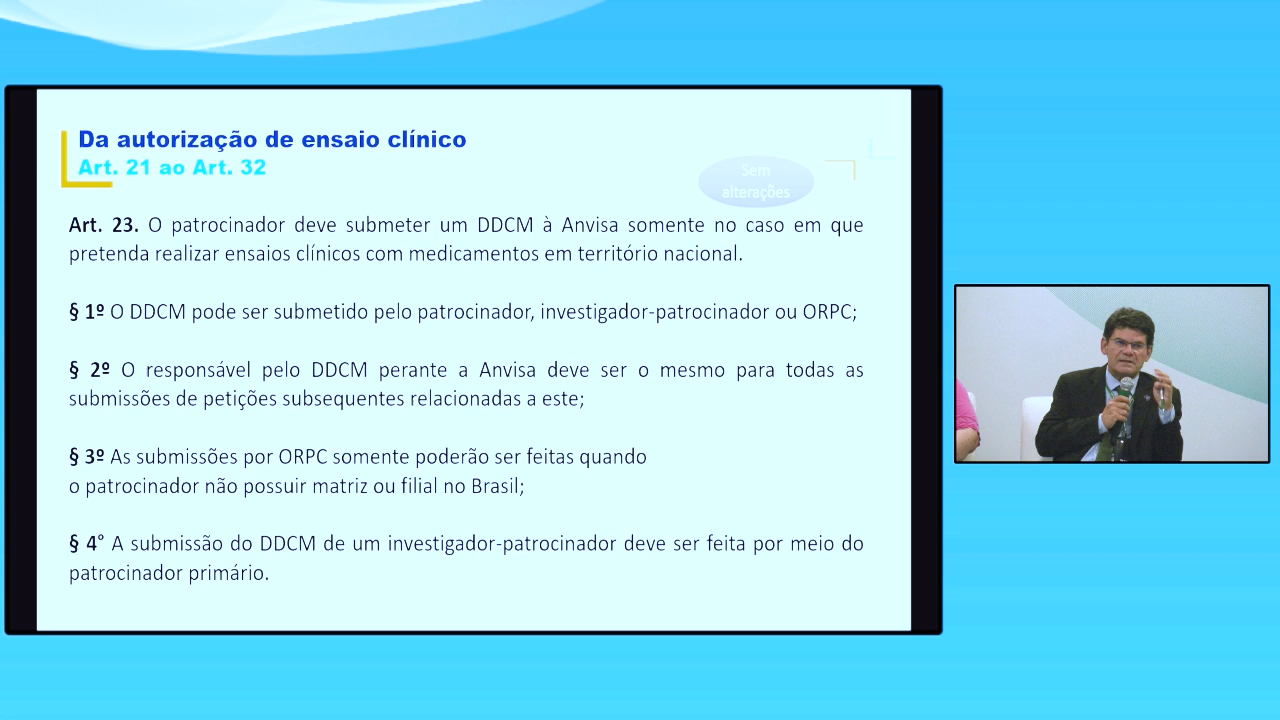 Da autorização de ensaio clínico
Art. 21 ao Art. 32
Sem
alterações
Art. 23. O patrocinador deve submeter um DDCM à Anvisa somente no caso em que
pretenda realizar ensaios clínicos com medicamentos em território nacional.
§ 1º O DDCM pode ser submetido pelo patrocinador, investigador-patrocinador ou ORPC;
§ 2º O responsável pelo DDCM perante a Anvisa deve ser o mesmo para todas as
submissões de petições subsequentes relacionadas a este;
§ 3º As submissões por ORPC somente poderão ser feitas quando
o patrocinador não possuir matriz ou filial no Brasil;
§ 4° A submissão do DDCM de um investigador-patrocinador deve ser feita por meio do
patrocinador primário.